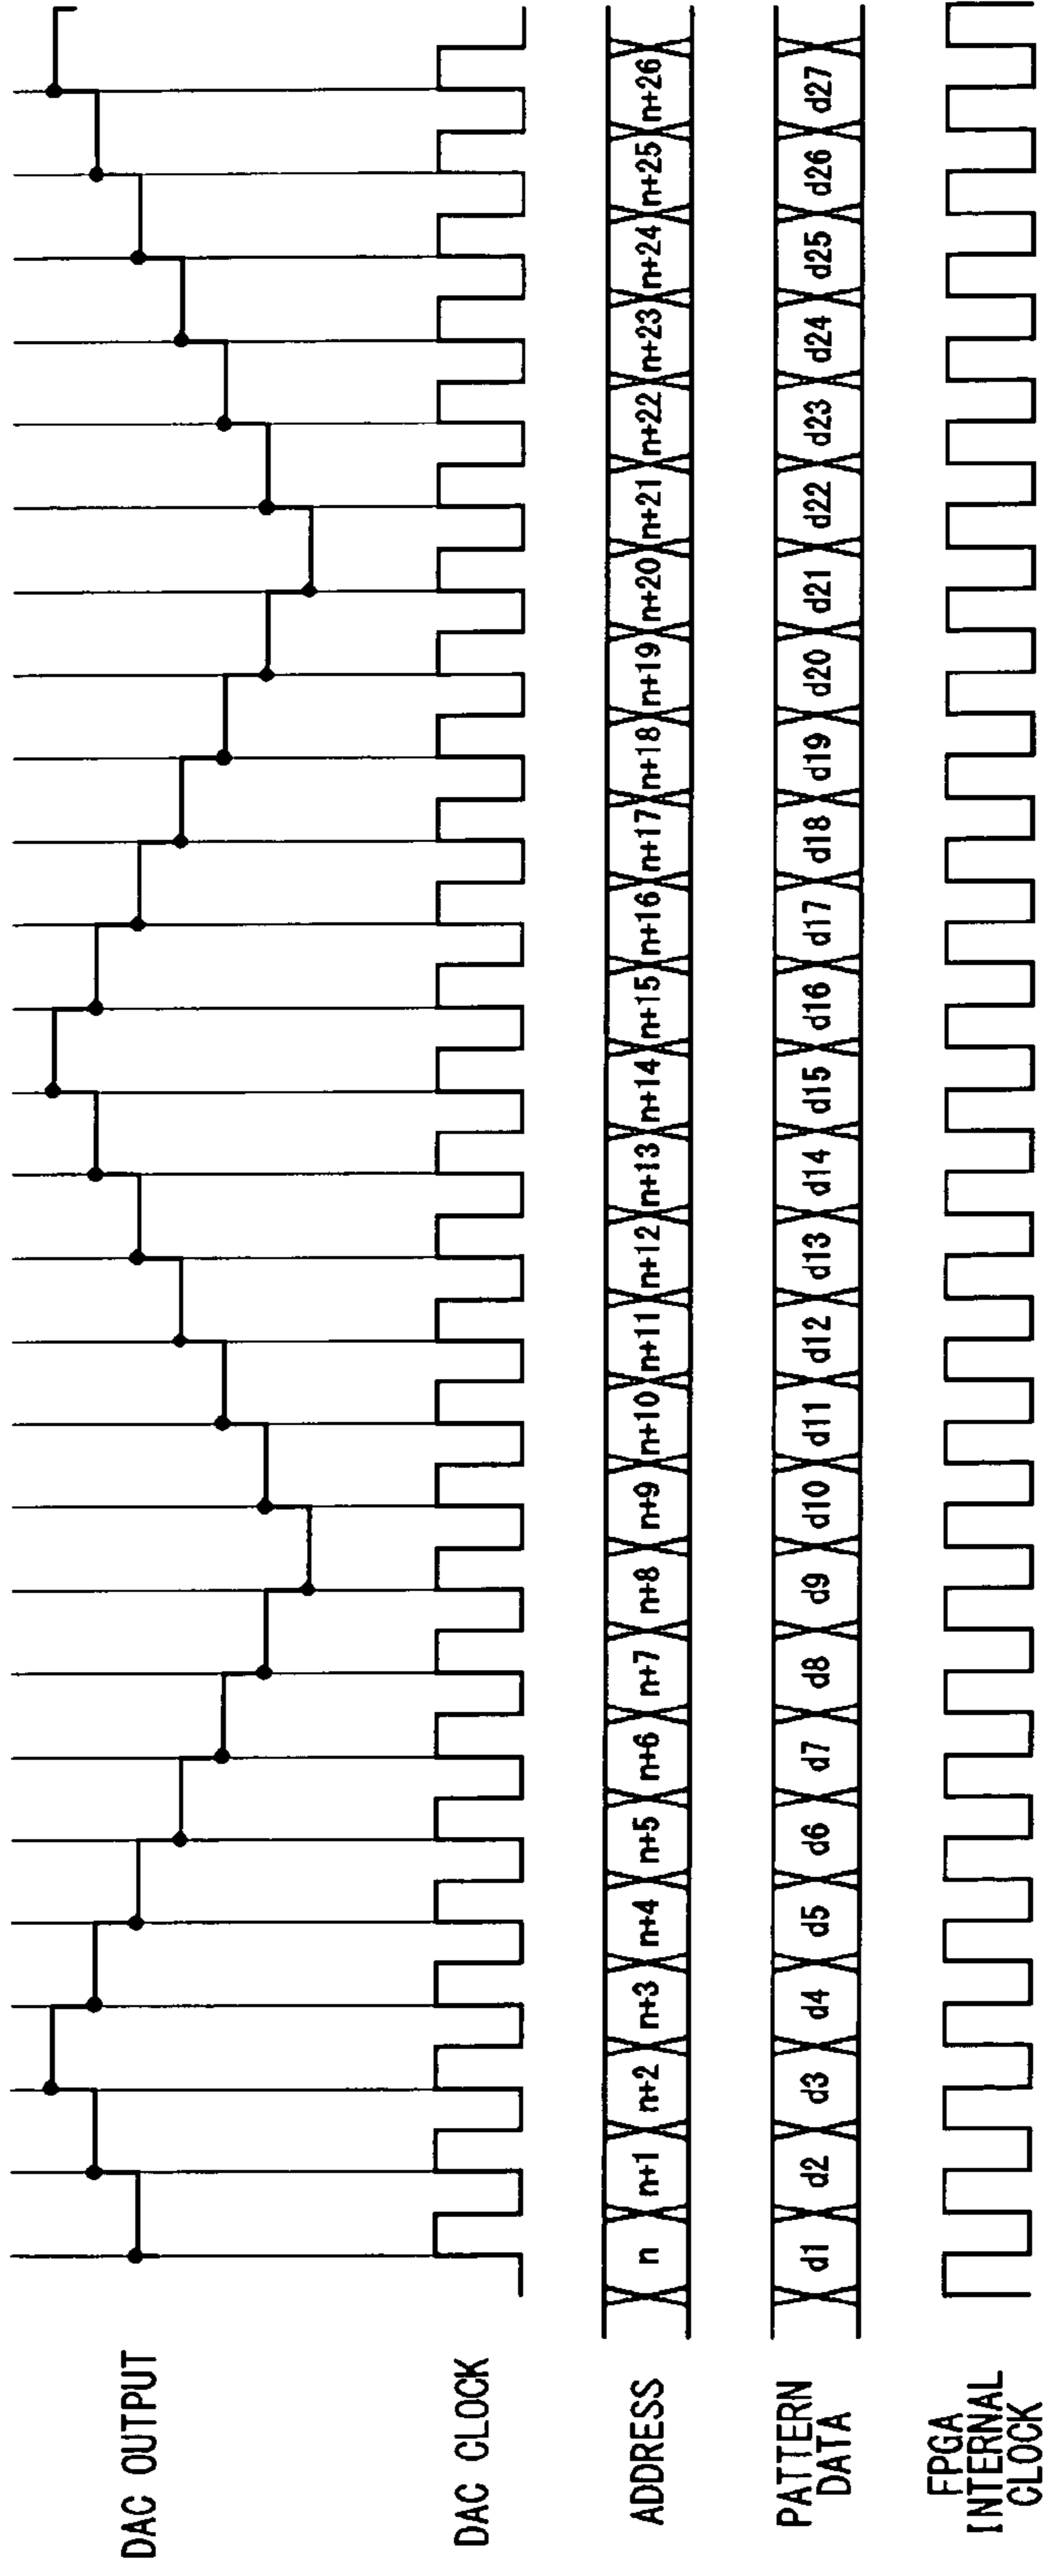 DAC OUTPUT
DAC CLOCK
ADDRESS
n n+1 n+2 n+3 n+4 n+5 n+6 n+7 n+8 n+9 n+10 n+11 n+12 n+13 n+14 n+15 n+16 n+17 n+18 n+19 n+20 n+21 n+22 n+23 n+24 n+25 n+26
PATTERN
DATA
d1 d2 d3 d4 d5 d6 d7 d8 d9 d10 d11 d12 d13 d14 d15 d16 d17 d18 d19 d20 d21 d22 d23 d24 d25 d26 d27
FPGA
INTERNAL
CLOCK